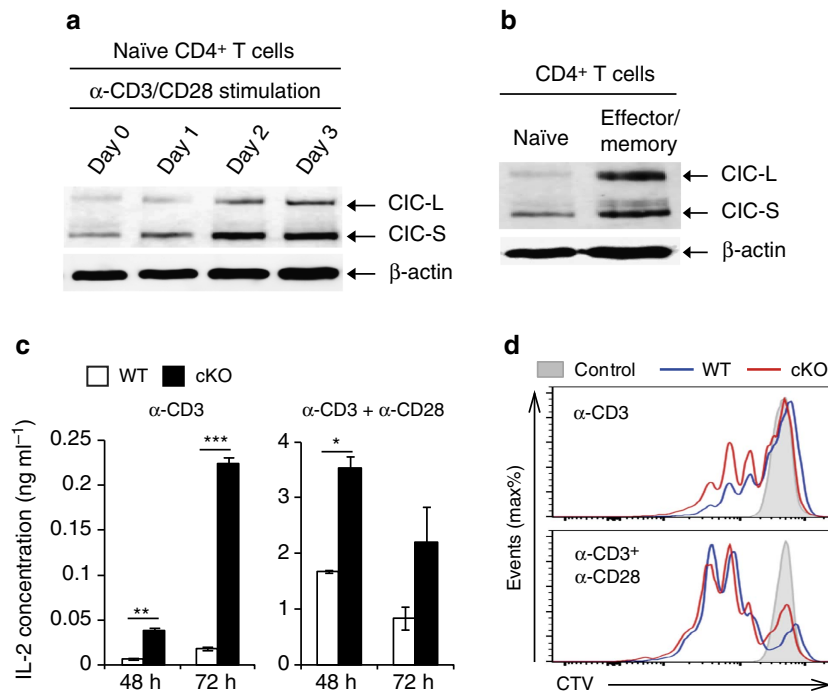 a
Naïve CD4⁺ T cells
α-CD3/CD28 stimulation
Day 0 Day 1 Day 2 Day 3
CIC-L
CIC-S
β-actin
b
CD4⁺ T cells
Naïve Effector/
memory
CIC-L
CIC-S
β-actin
c
WT cKO
α-CD3
α-CD3 + α-CD28
IL-2 concentration (ng ml⁻¹)
0.25
0.2
0.15
0.1
0.05
0
**
***
48 h 72 h
4
3
2
1
0
*
48 h 72 h
d
Control WT cKO
Events (max%)
α-CD3
α-CD3⁺
α-CD28
CTV